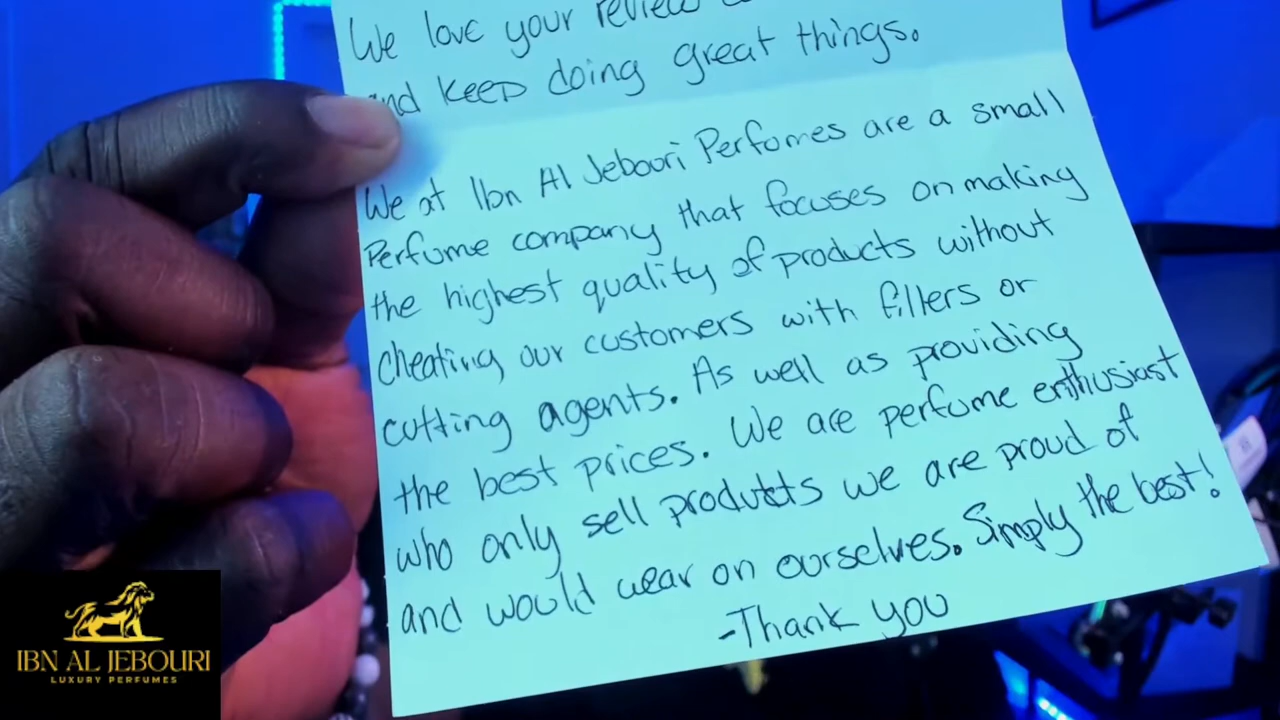 We love your review
and keep doing great things.
We at Ibn Al Jebouri Perfumes are a small
Perfume company that focuses on making
the highest quality of products without
cheating our customers with fillers or
cutting agents. As well as providing
the best prices. We are perfume enthusiast
who only sell products we are proud of
and would wear on ourselves. Simply the best!
-Thank you
IBN AL JEBOURI
LUXURY PERFUMES